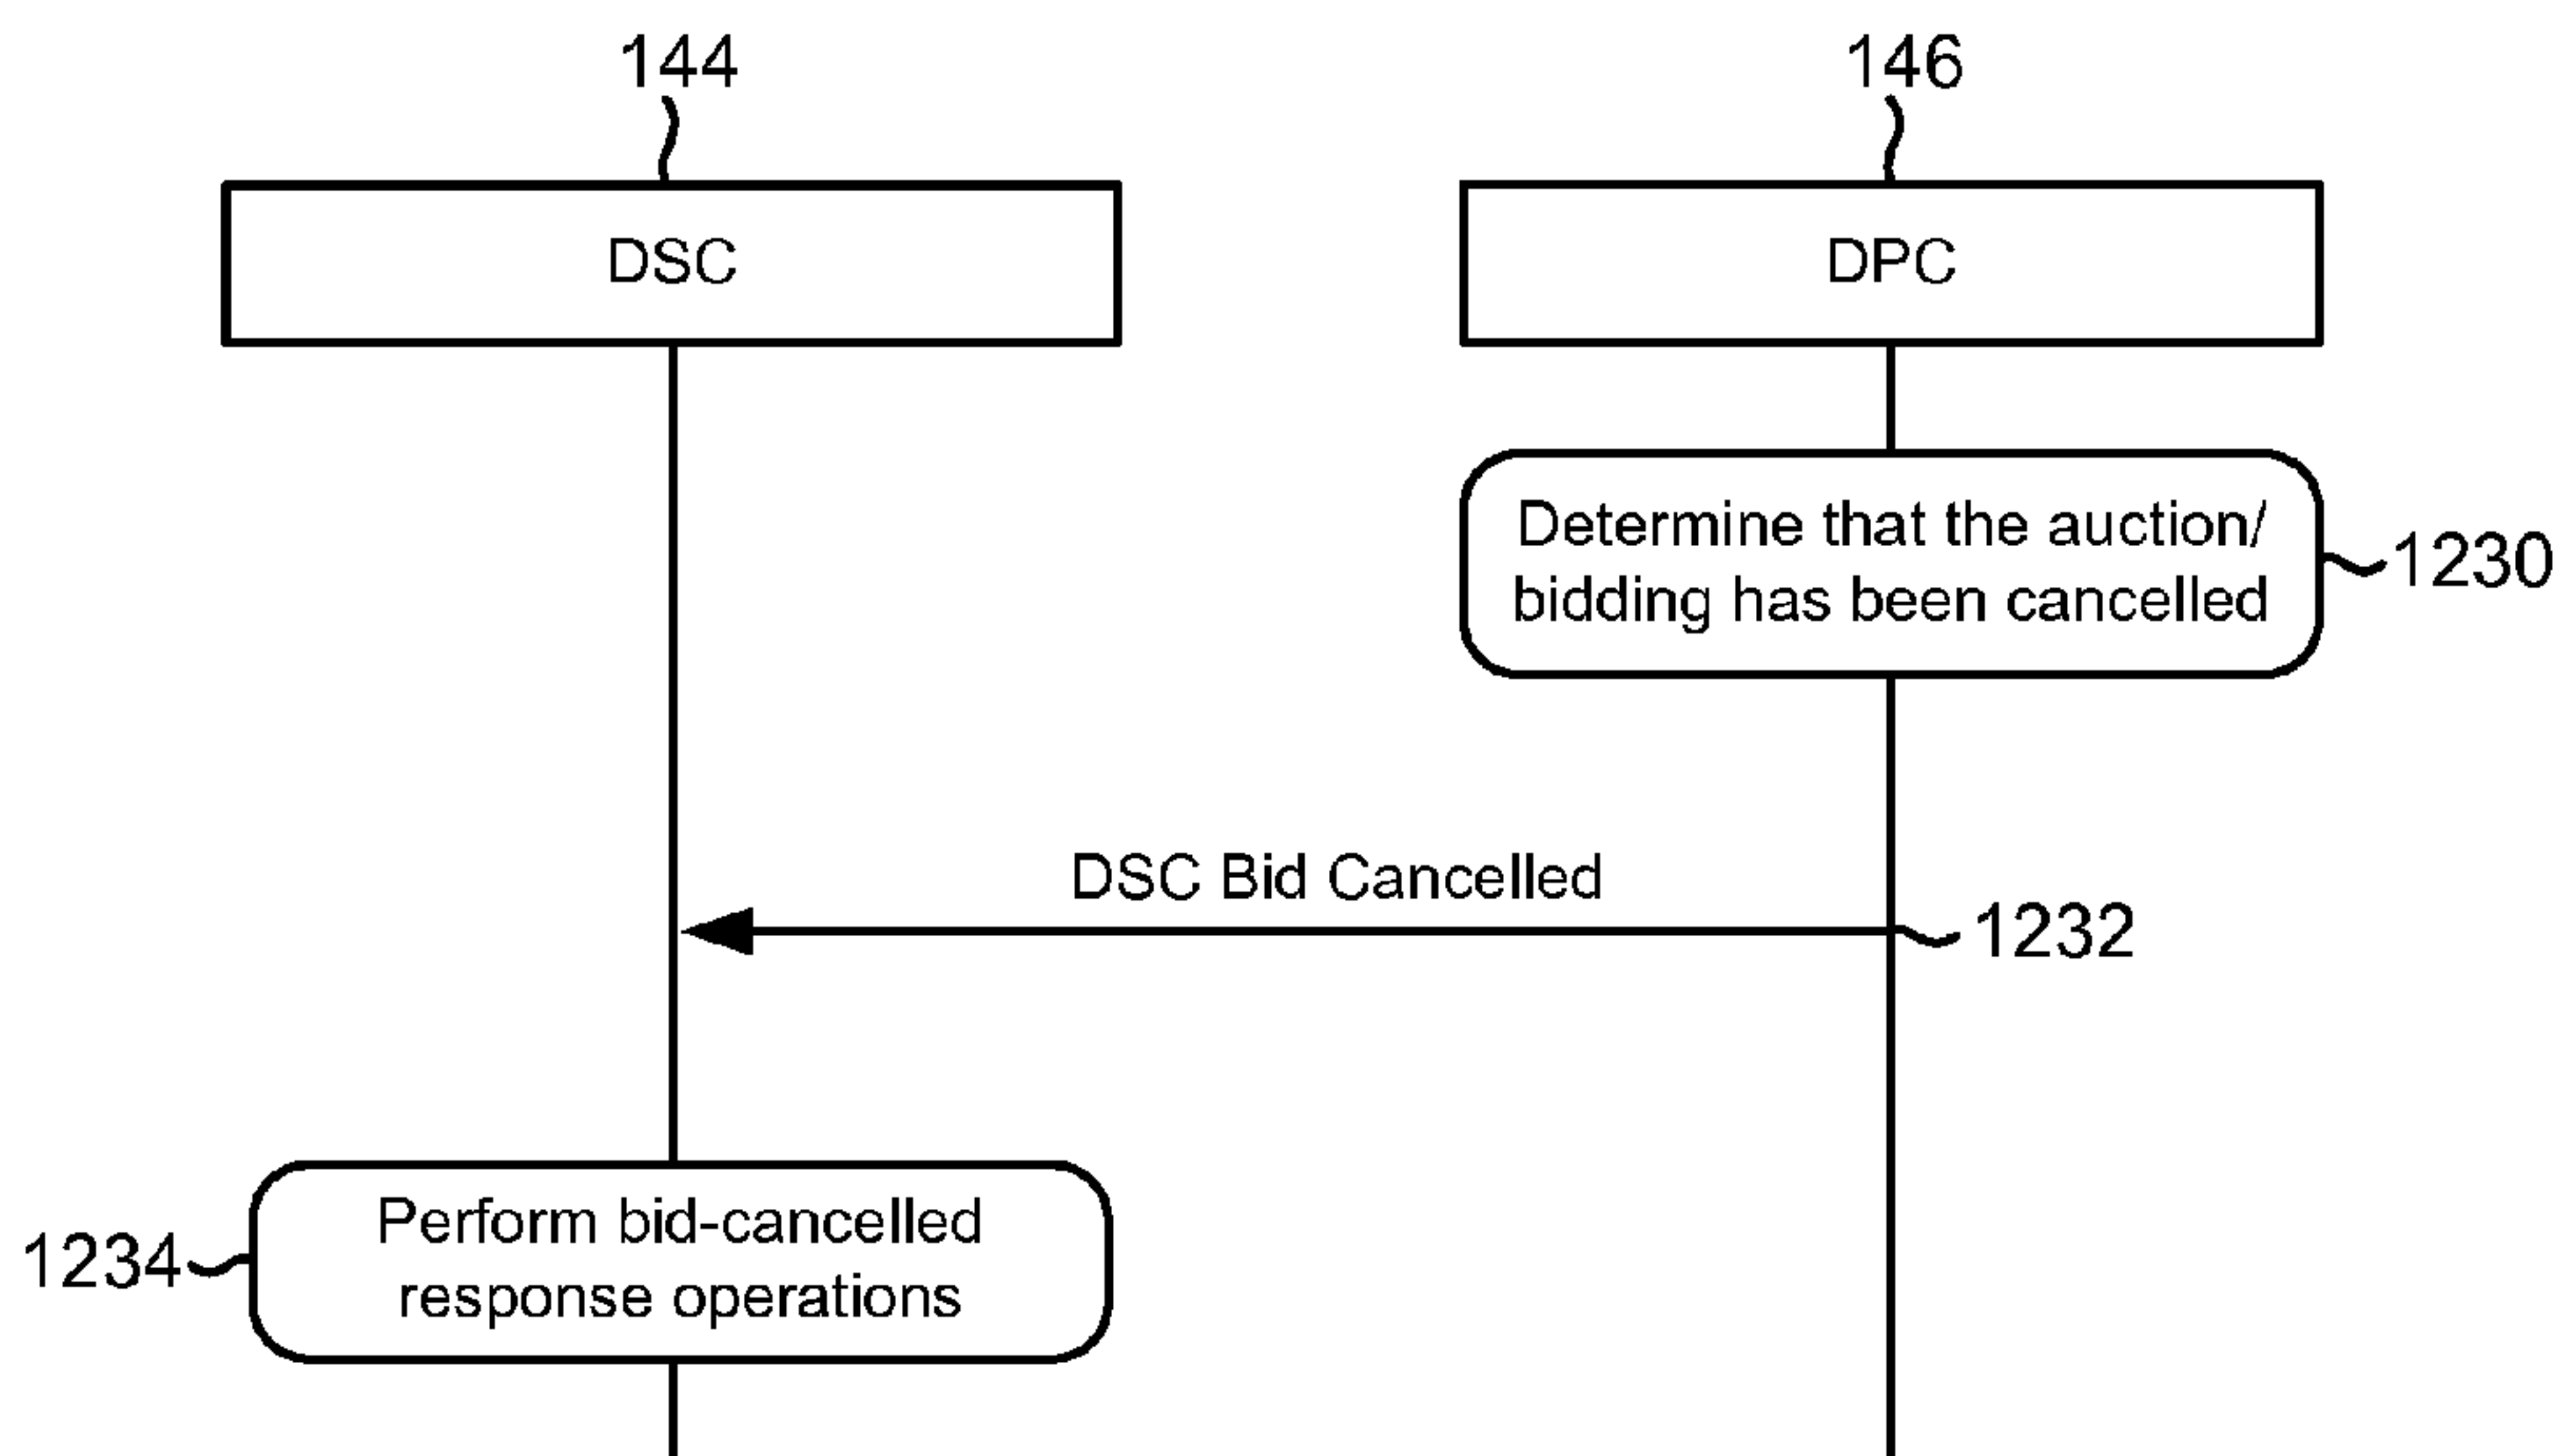 144
146
DSC
DPC
Determine that the auction/
bidding has been cancelled
1230
DSC Bid Cancelled
1232
Perform bid-cancelled
response operations
1234